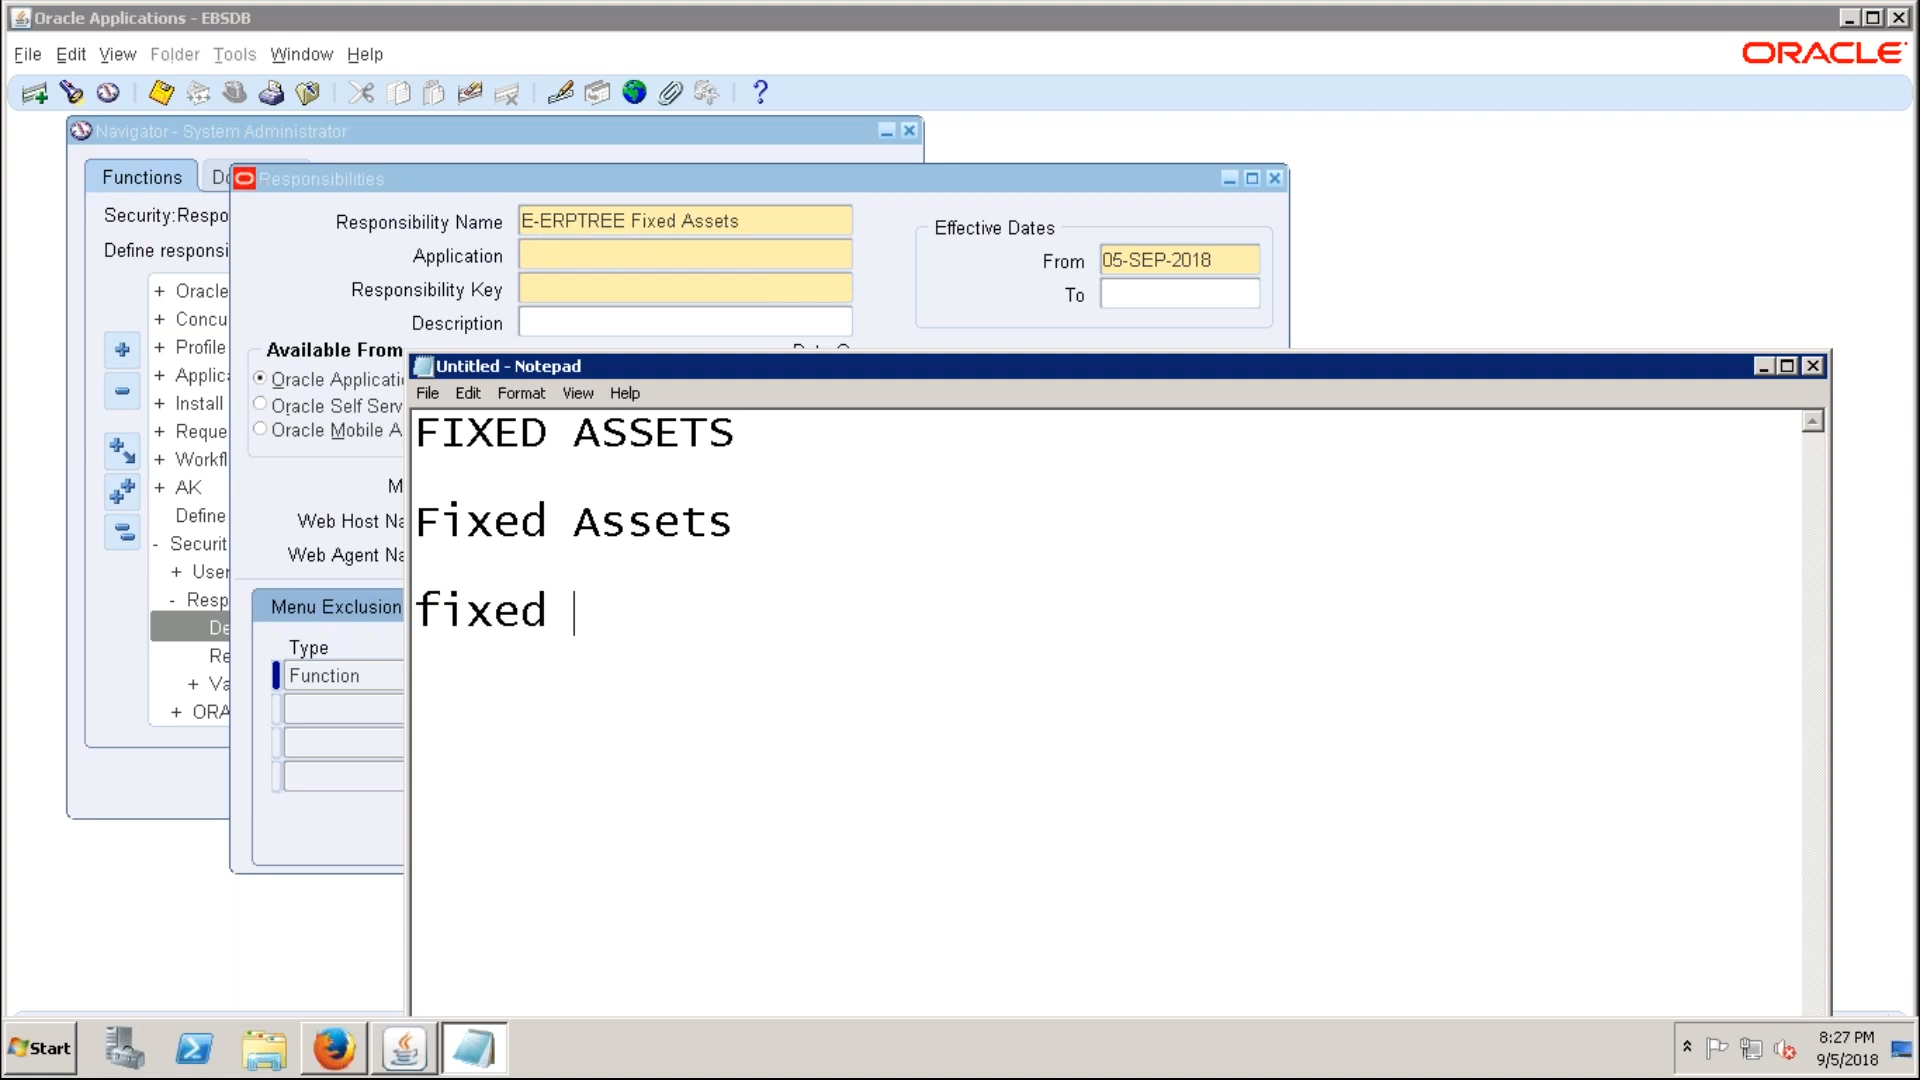 Oracle Applications - EBSDB
File Edit View Folder Tools Window Help
ORACLE
Navigator - System Administrator
Functions
Responsibilities
Security:Respo
Define responsi
+ Oracle
+ Concu
+ Profile
+ Applica
+ Install
+ Reque
+ Workfl
+ AK
Define
- Securit
+ User
- Resp
De
Re
+ Va
+ ORA
Responsibility Name E-ERPTREE Fixed Assets
Application
Responsibility Key
Description
Effective Dates
From 05-SEP-2018
To
Available From
Oracle Applicati
Oracle Self Serv
Oracle Mobile A
M
Web Host Na
Web Agent Na
Menu Exclusion
Type
Function
Untitled - Notepad
File Edit Format View Help
FIXED ASSETS
Fixed Assets
fixed
Start
8:27 PM
9/5/2018